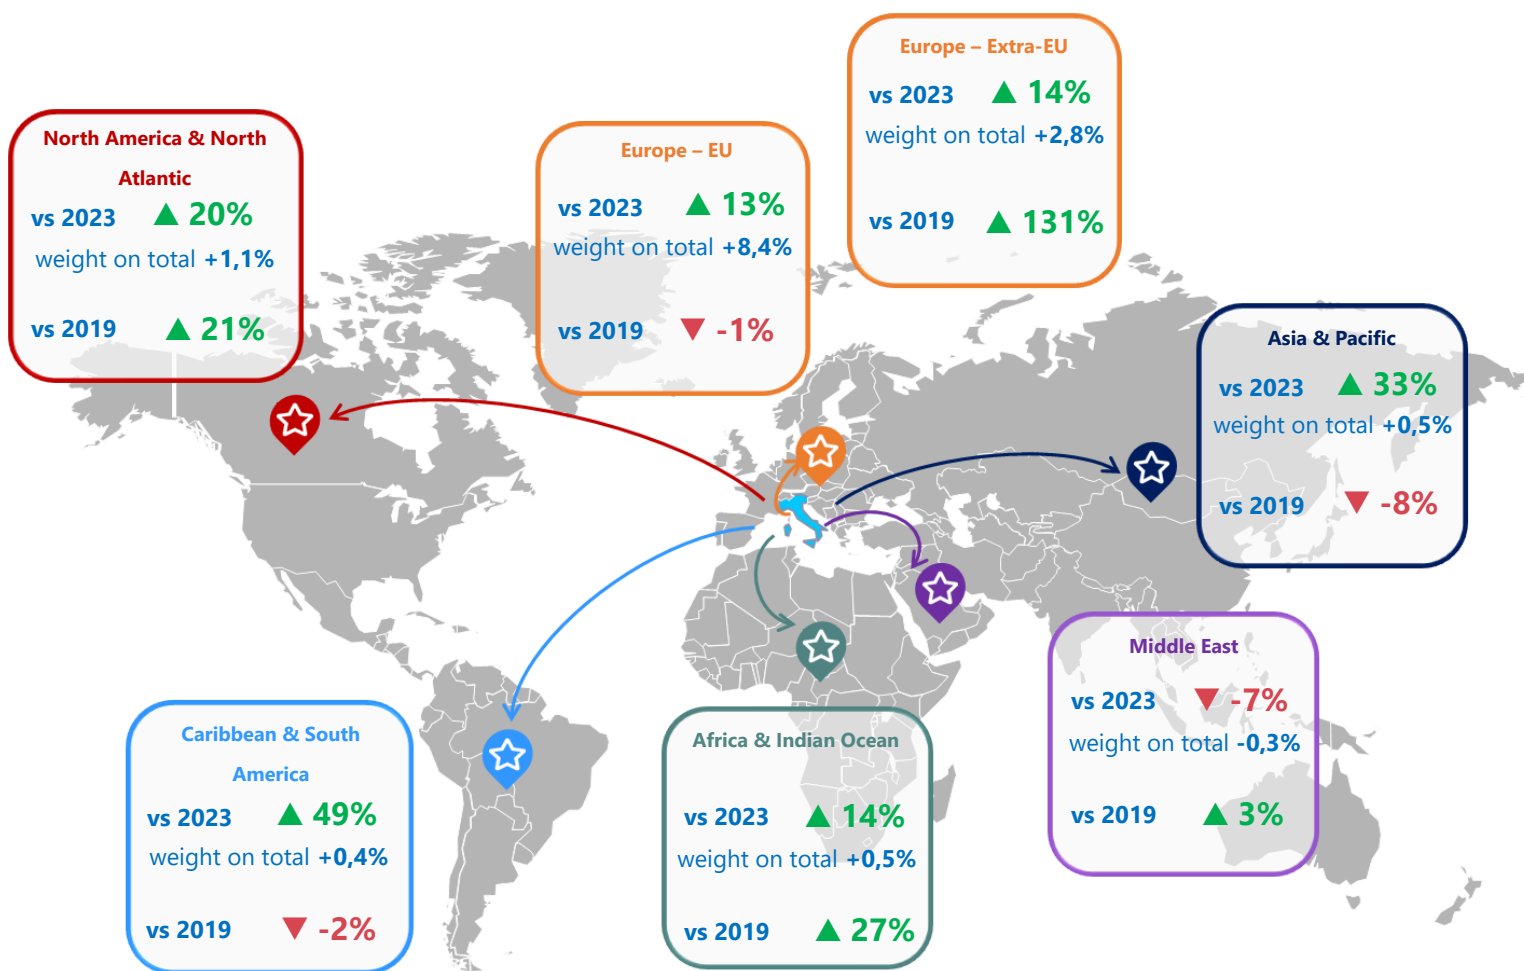 Europe – Extra-EU
vs 2023 ▲ 14%
weight on total +2,8%
vs 2019 ▲ 131%
North America & North
Atlantic
vs 2023 ▲ 20%
weight on total +1,1%
vs 2019 ▲ 21%
Europe – EU
vs 2023 ▲ 13%
weight on total +8,4%
vs 2019 ▼ -1%
Asia & Pacific
vs 2023 ▲ 33%
weight on total +0,5%
vs 2019 ▼ -8%
Middle East
vs 2023 ▼ -7%
weight on total -0,3%
vs 2019 ▲ 3%
Caribbean & South
America
vs 2023 ▲ 49%
weight on total +0,4%
vs 2019 ▼ -2%
Africa & Indian Ocean
vs 2023 ▲ 14%
weight on total +0,5%
vs 2019 ▲ 27%